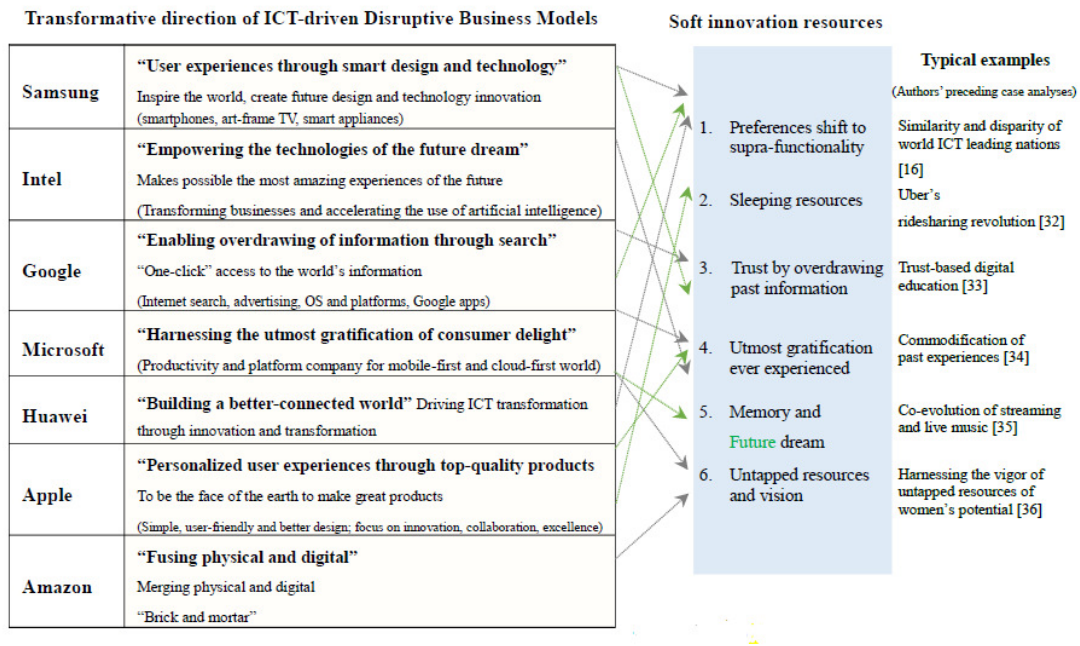 Transformative direction of ICT-driven Disruptive Business Models
Samsung
“User experiences through smart design and technology”
Inspire the world, create future design and technology innovation
(smartphones, art-frame TV, smart appliances)
Intel
“Empowering the technologies of the future dream”
Makes possible the most amazing experiences of the future
(Transforming businesses and accelerating the use of artificial intelligence)
Google
“Enabling overdrawing of information through search”
“One-click” access to the world’s information
(Internet search, advertising, OS and platforms, Google apps)
Microsoft
“Harnessing the utmost gratification of consumer delight”
(Productivity and platform company for mobile-first and cloud-first world)
Huawei
“Building a better-connected world” Driving ICT transformation
through innovation and transformation
Apple
“Personalized user experiences through top-quality products
To be the face of the earth to make great products
(Simple, user-friendly and better design; focus on innovation, collaboration, excellence)
Amazon
“Fusing physical and digital”
Merging physical and digital
“Brick and mortar”
Soft innovation resources
1. Preferences shift to
supra-functionality
2. Sleeping resources
3. Trust by overdrawing
past information
4. Utmost gratification
ever experienced
5. Memory and
Future dream
6. Untapped resources
and vision
Typical examples
(Authors’ preceding case analyses)
Similarity and disparity of
world ICT leading nations
[16]
Uber’s
ridesharing revolution [32]
Trust-based digital
education [33]
Commodification of
past experiences [34]
Co-evolution of streaming
and live music [35]
Harnessing the vigor of
untapped resources of
women’s potential [36]